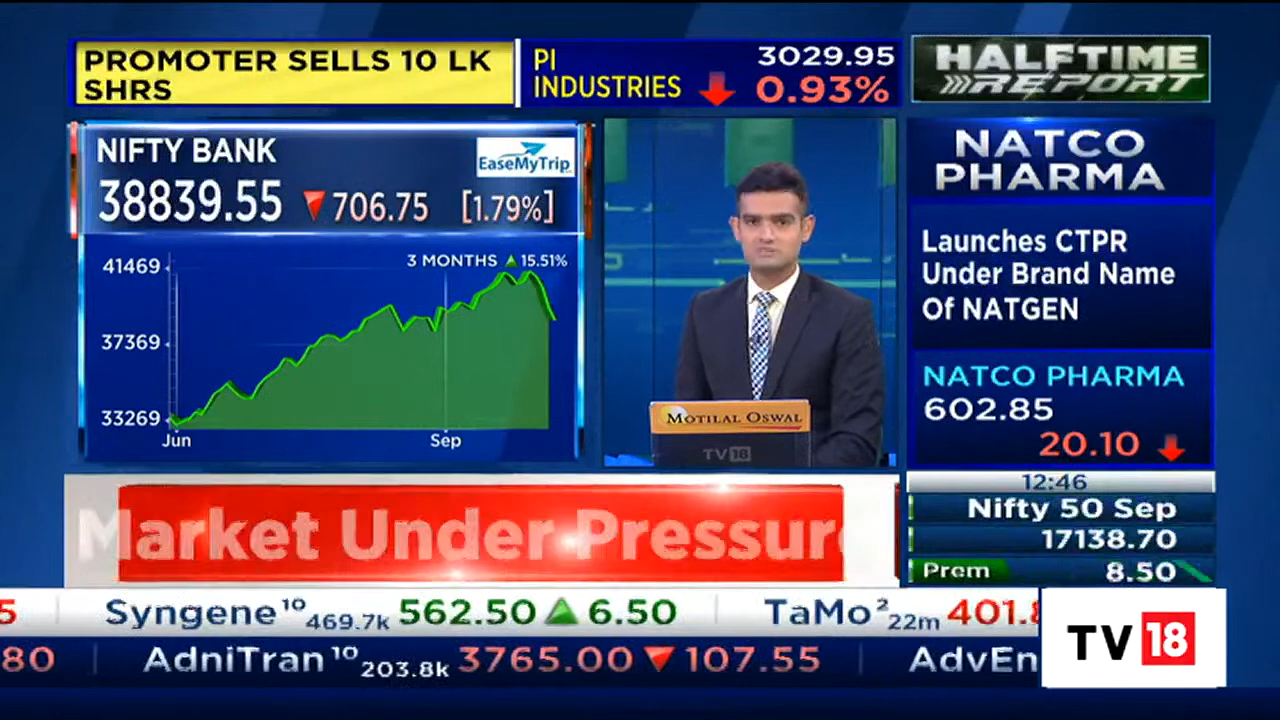 PROMOTER SELLS 10 LK
SHRS
PI
INDUSTRIES
3029.95
0.93%
HALFTIME
REPORT
NIFTY BANK
38839.55 706.75 [1.79%]
EaseMyTrip
3 MONTHS 15.51%
41469
37369
33269
Jun Sep
MOTILAL OSWAL
TV18
NATCO
PHARMA
Launches CTPR
Under Brand Name
Of NATGEN
NATCO PHARMA
602.85
20.10
12:46
Nifty 50 Sep
17138.70
Prem 8.50
Market Under Pressure
5 Syngene 10 469.7k 562.50 6.50 TaMo 2 22m 401.8
80 AdniTran 10 203.8k 3765.00 107.55 AdvEn
TV18